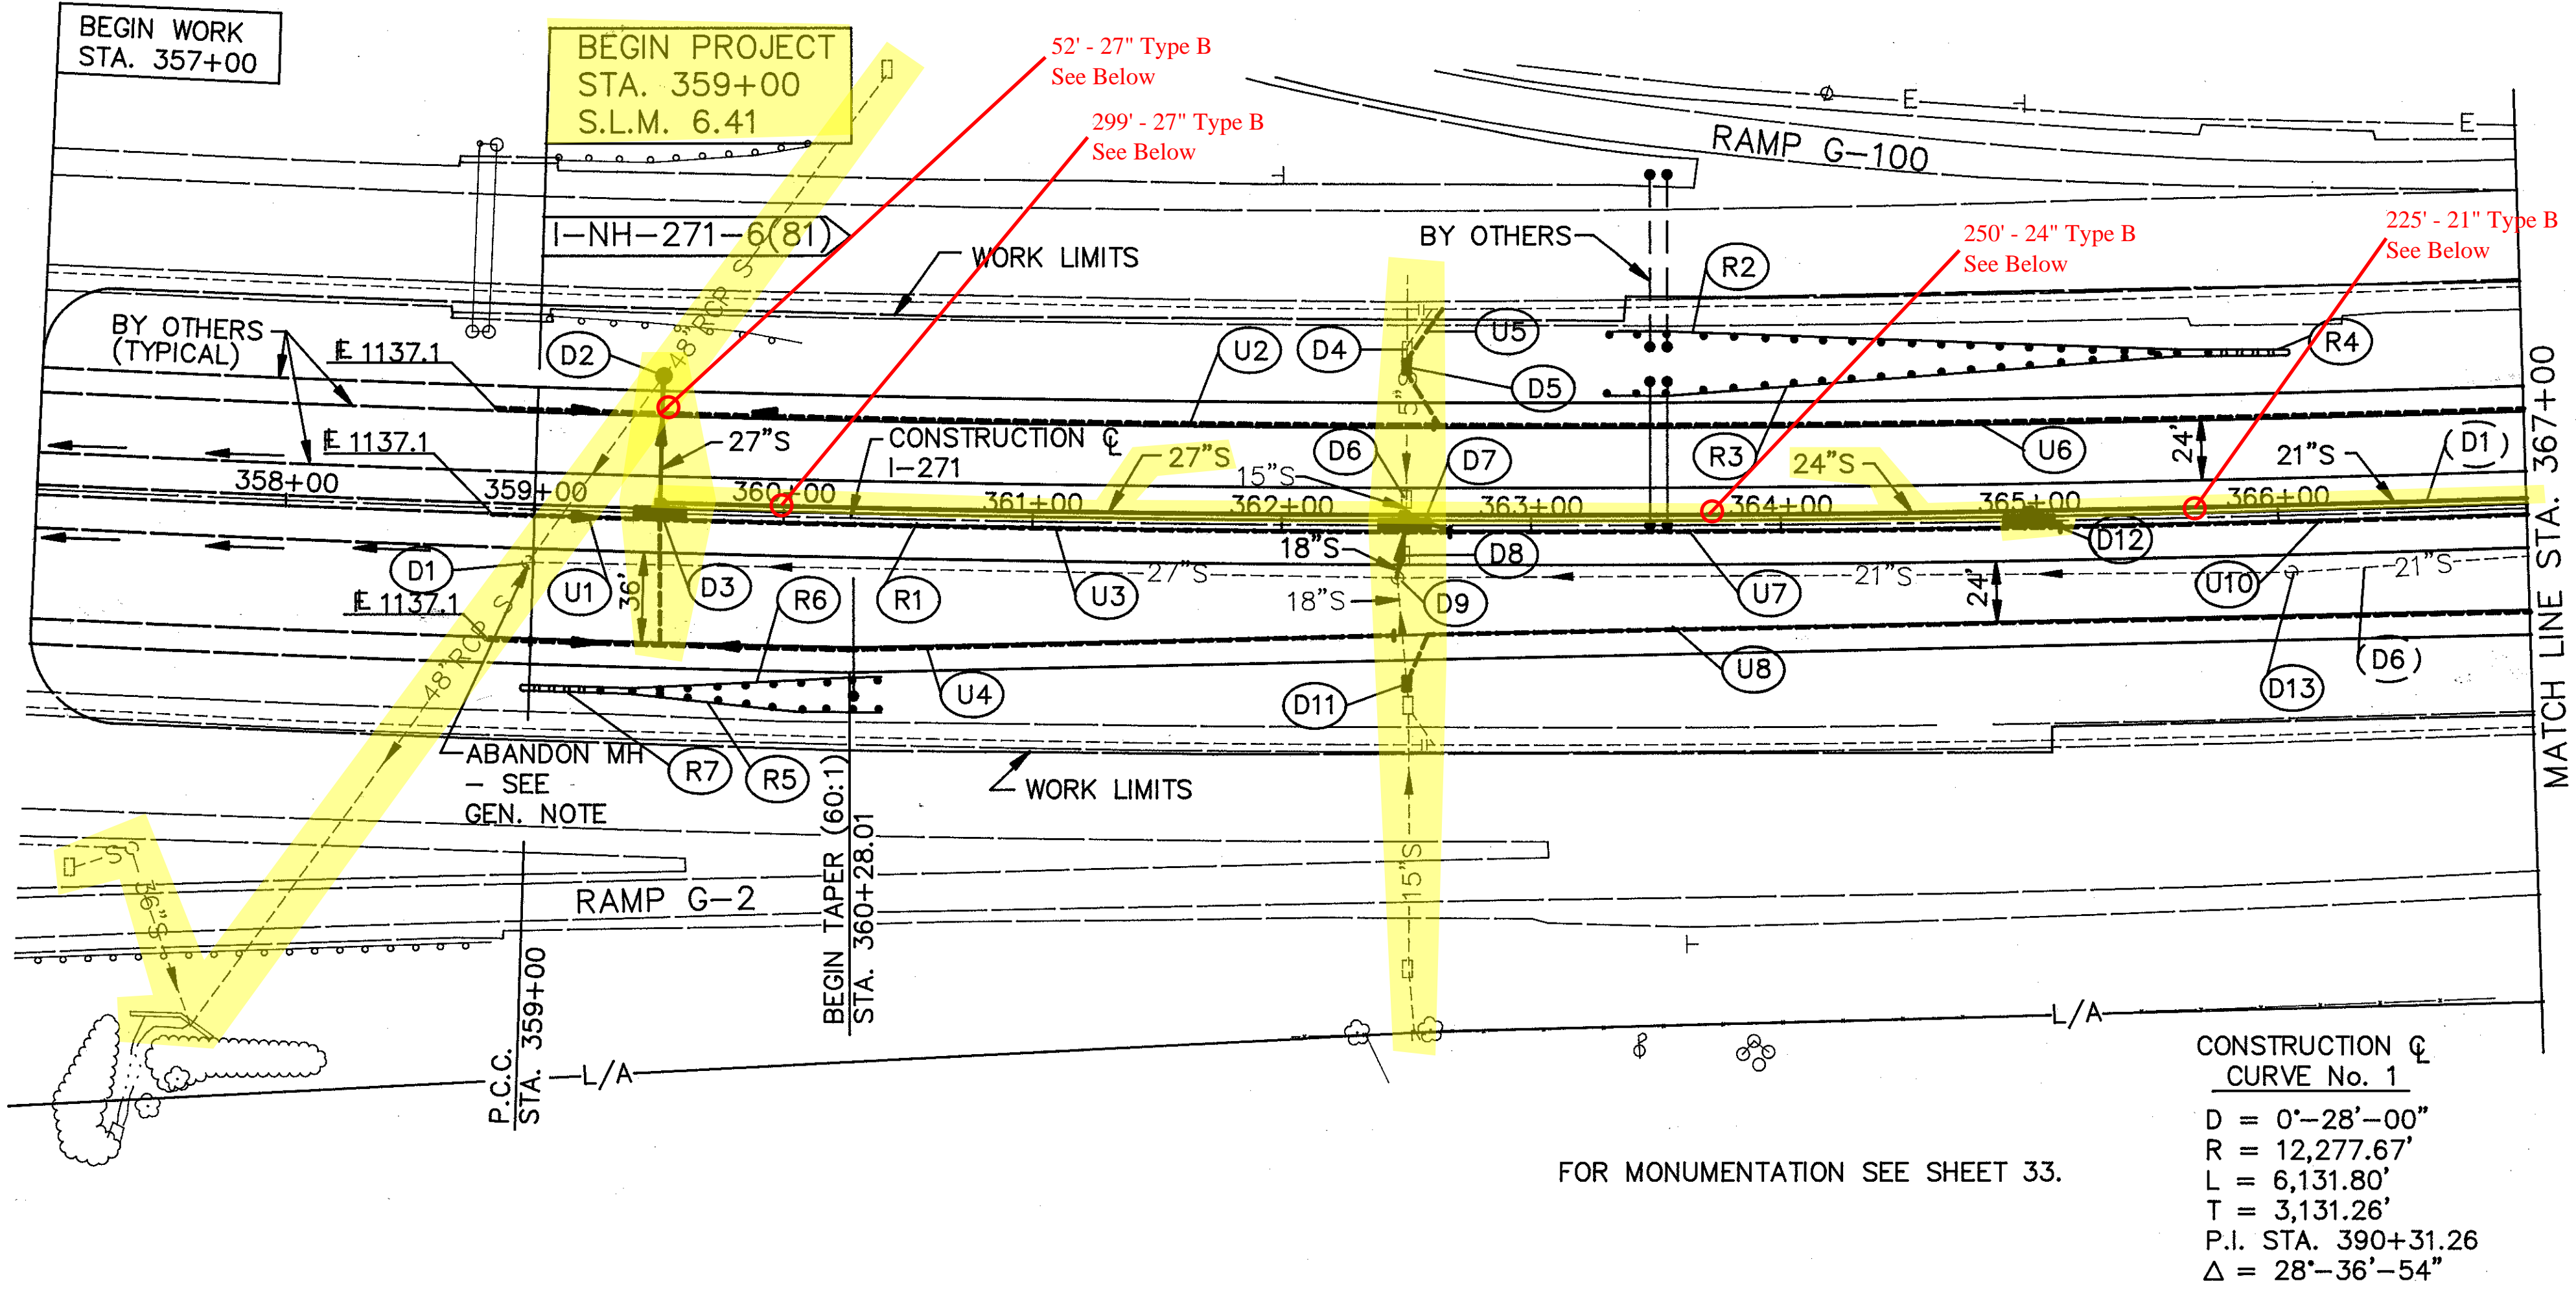 BEGIN WORK
STA. 357+00
BEGIN PROJECT
STA. 359+00
S.L.M. 6.41
52' - 27" Type B
See Below
299' - 27" Type B
See Below
RAMP G-100
E
E
I-NH-271-6(81)
WORK LIMITS
BY OTHERS
250' - 24" Type B
See Below
225' - 21" Type B
See Below
R2
BY OTHERS
(TYPICAL)
E 1137.1
D2
48" RCP S
U2
D4
U5
D5
R4
27"S
CONSTRUCTION CL
I-271
27"S
E 1137.1
D6
15"S
D7
R3
24"S
U6
24'
21"S
(D1)
358+00
359+00
360+00
361+00
362+00
363+00
364+00
365+00
366+00
MATCH LINE STA. 367+00
D1
U1
36'
D3
R6
R1
U3
27"S
18"S
D8
18"S
D9
U7
21"S
24'
D12
U10
21"S
E 1137.1
48" RCP S
U4
D11
U8
D13
(D6)
ABANDON MH
- SEE
GEN. NOTE
R7
R5
BEGIN TAPER (60:1)
STA. 360+28.01
WORK LIMITS
S
36"S
RAMP G-2
15"S
P.C.C.
STA. 359+00
L/A
L/A
CONSTRUCTION CL
CURVE No. 1
D = 0°-28'-00"
R = 12,277.67'
L = 6,131.80'
T = 3,131.26'
P.I. STA. 390+31.26
Δ = 28°-36'-54"
FOR MONUMENTATION SEE SHEET 33.